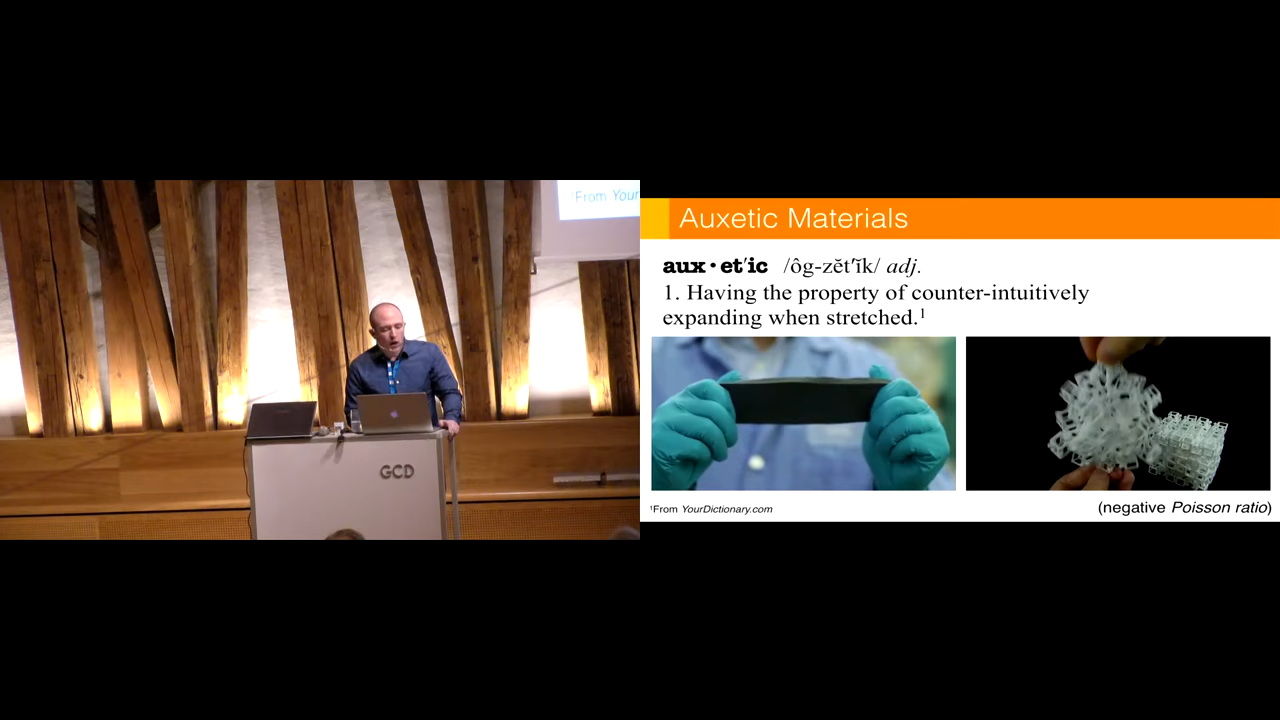 From Your
GCD
Auxetic Materials
aux•et′ic /ôg-zĕt′ĭk/ adj.
1. Having the property of counter-intuitively
expanding when stretched.¹
¹From YourDictionary.com
(negative Poisson ratio)